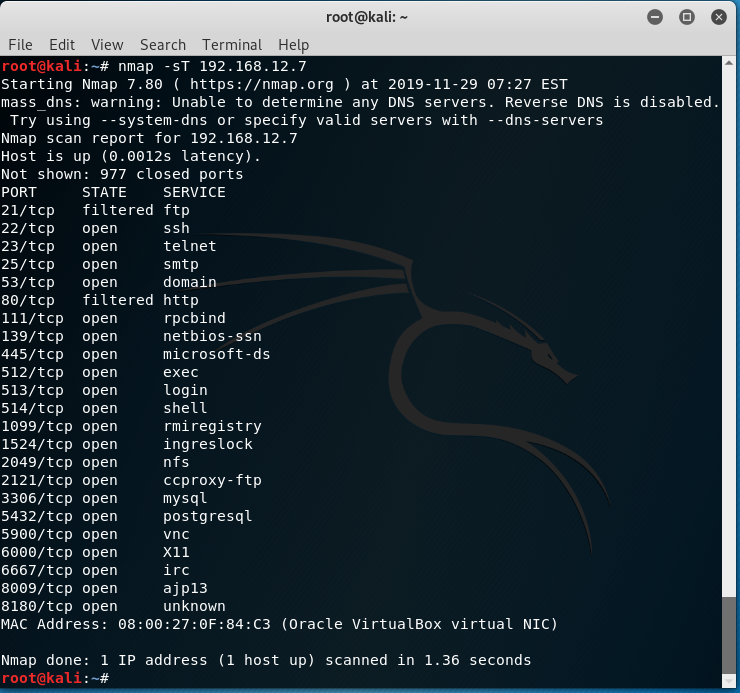 root@kali: ~
File Edit View Search Terminal Help
root@kali:~# nmap -sT 192.168.12.7
Starting Nmap 7.80 ( https://nmap.org ) at 2019-11-29 07:27 EST
mass_dns: warning: Unable to determine any DNS servers. Reverse DNS is disabled.
 Try using --system-dns or specify valid servers with --dns-servers
Nmap scan report for 192.168.12.7
Host is up (0.0012s latency).
Not shown: 977 closed ports
PORT     STATE    SERVICE
21/tcp   filtered ftp
22/tcp   open     ssh
23/tcp   open     telnet
25/tcp   open     smtp
53/tcp   open     domain
80/tcp   filtered http
111/tcp  open     rpcbind
139/tcp  open     netbios-ssn
445/tcp  open     microsoft-ds
512/tcp  open     exec
513/tcp  open     login
514/tcp  open     shell
1099/tcp open     rmiregistry
1524/tcp open     ingreslock
2049/tcp open     nfs
2121/tcp open     ccproxy-ftp
3306/tcp open     mysql
5432/tcp open     postgresql
5900/tcp open     vnc
6000/tcp open     X11
6667/tcp open     irc
8009/tcp open     ajp13
8180/tcp open     unknown
MAC Address: 08:00:27:0F:84:C3 (Oracle VirtualBox virtual NIC)
Nmap done: 1 IP address (1 host up) scanned in 1.36 seconds
root@kali:~#